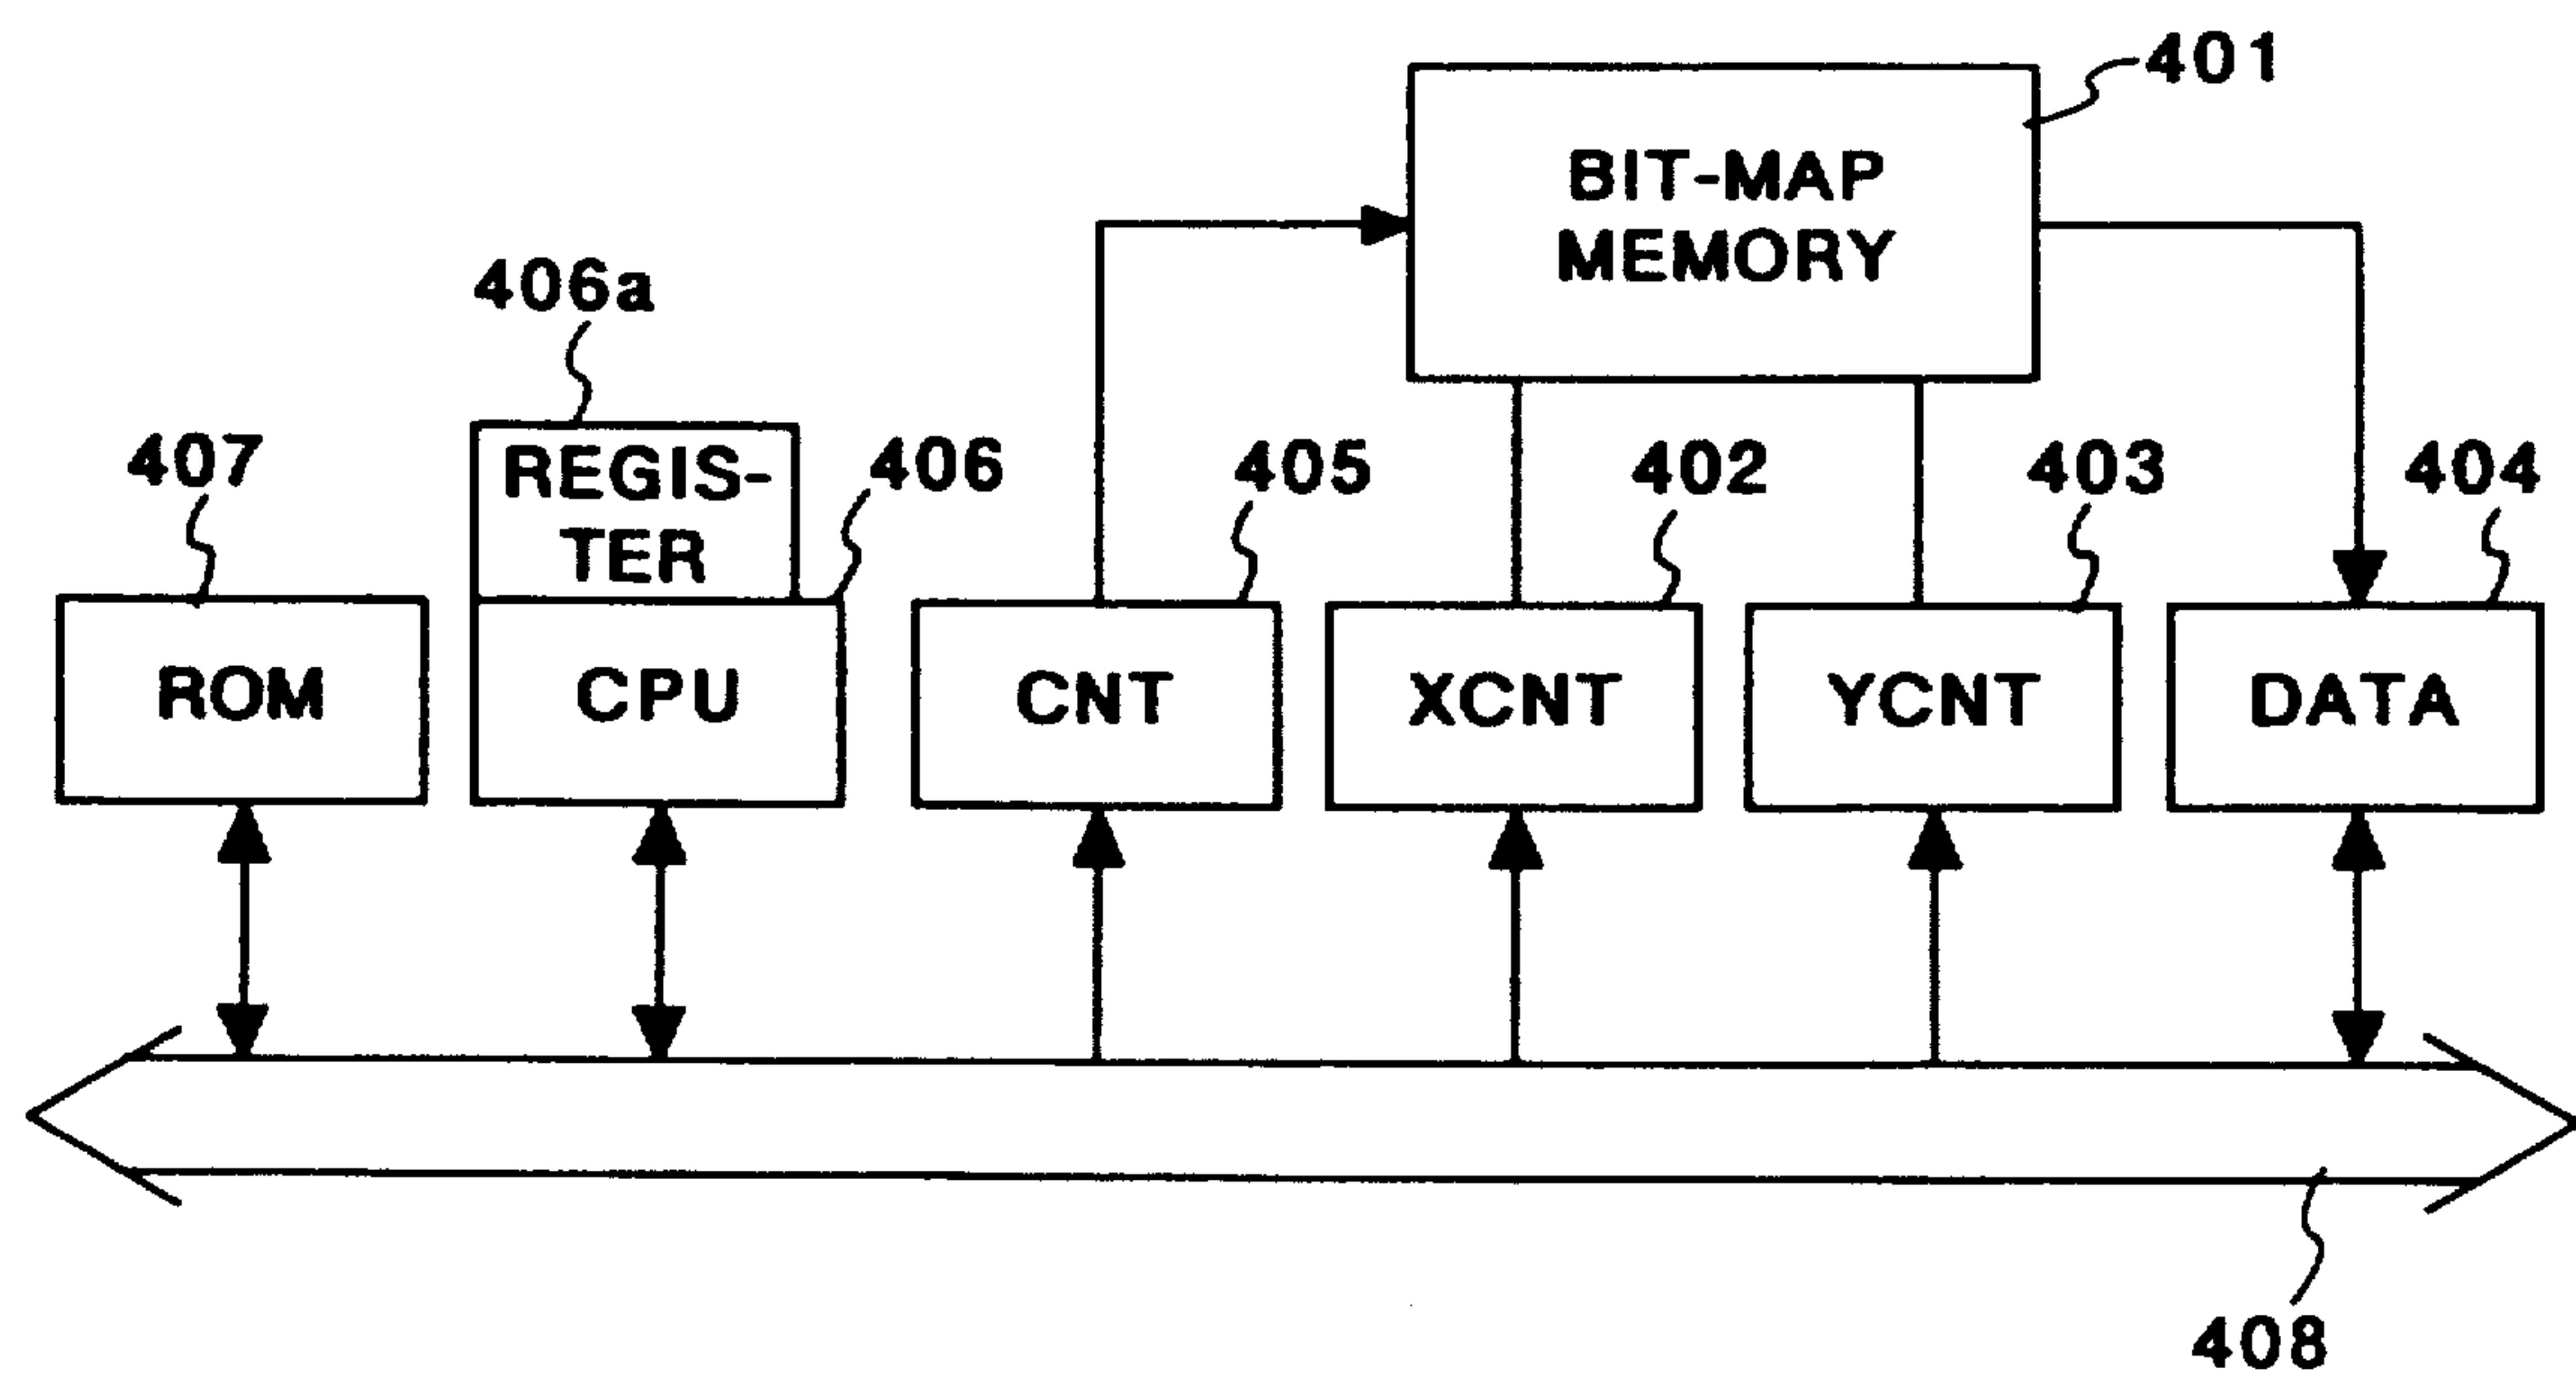 401
BIT-MAP
MEMORY
406a
407
REGIS-
TER
406
405
402
403
404
ROM
CPU
CNT
XCNT
YCNT
DATA
408